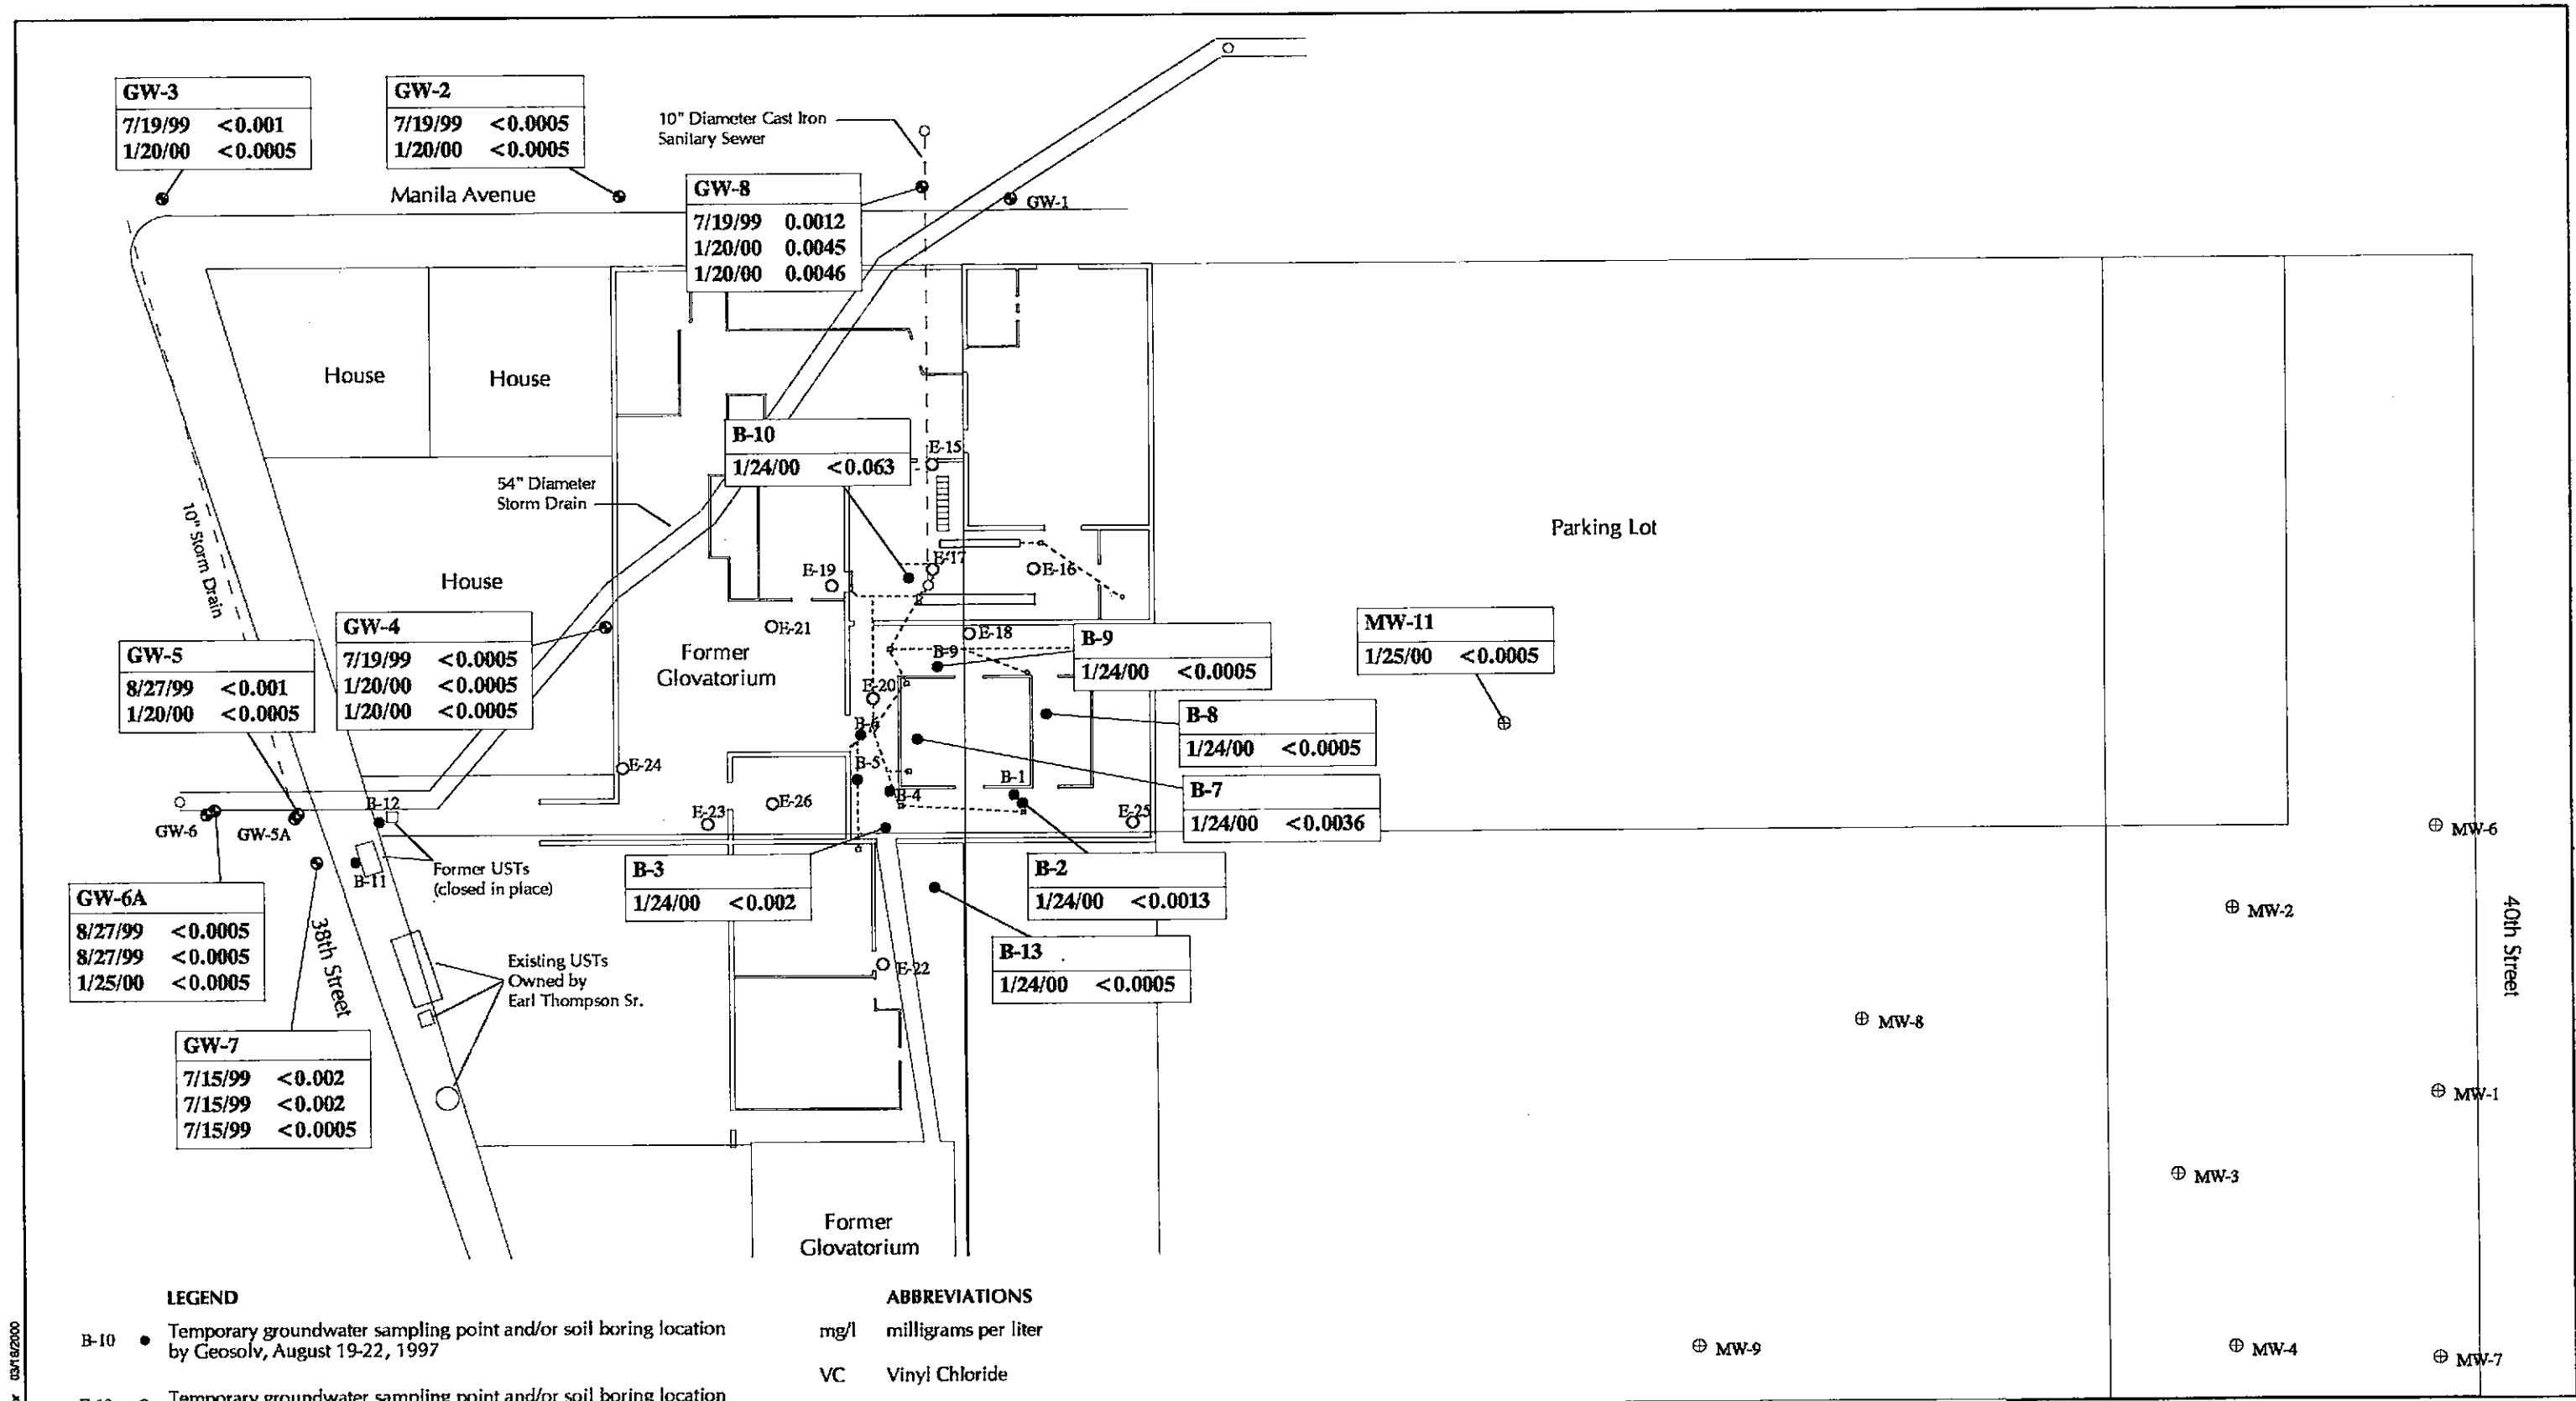 GW-3
7/19/99 <0.001
1/20/00 <0.0005
GW-2
7/19/99 <0.0005
1/20/00 <0.0005
10" Diameter Cast Iron
Sanitary Sewer
Manila Avenue
GW-8
7/19/99 0.0012
1/20/00 0.0045
1/20/00 0.0046
GW-1
House
House
B-10
1/24/00 <0.063
E-15
54" Diameter
Storm Drain
10" Storm Drain
Parking Lot
House
E-19
E-17
E-16
GW-4
7/19/99 <0.0005
1/20/00 <0.0005
1/20/00 <0.0005
E-21
E-18
Former
Glovatorium
B-9
B-9
1/24/00 <0.0005
MW-11
1/25/00 <0.0005
GW-5
8/27/99 <0.001
1/20/00 <0.0005
E-20
B-6
B-8
1/24/00 <0.0005
E-24
B-5
B-1
B-7
1/24/00 <0.0036
B-4
E-26
E-23
E-25
B-12
GW-6
GW-5A
MW-6
Former USTs
(closed in place)
B-11
B-3
1/24/00 <0.002
B-2
1/24/00 <0.0013
GW-6A
8/27/99 <0.0005
8/27/99 <0.0005
1/25/00 <0.0005
38th Street
MW-2
40th Street
B-13
1/24/00 <0.0005
E-22
Existing USTs
Owned by
Earl Thompson Sr.
MW-8
GW-7
7/15/99 <0.002
7/15/99 <0.002
7/15/99 <0.0005
MW-1
MW-3
Former
Glovatorium
MW-9
MW-4
MW-7
LEGEND
B-10 Temporary groundwater sampling point and/or soil boring location
by Geosolv, August 19-22, 1997
Temporary groundwater sampling point and/or soil boring location
ABBREVIATIONS
mg/l milligrams per liter
VC Vinyl Chloride
03/16/2000